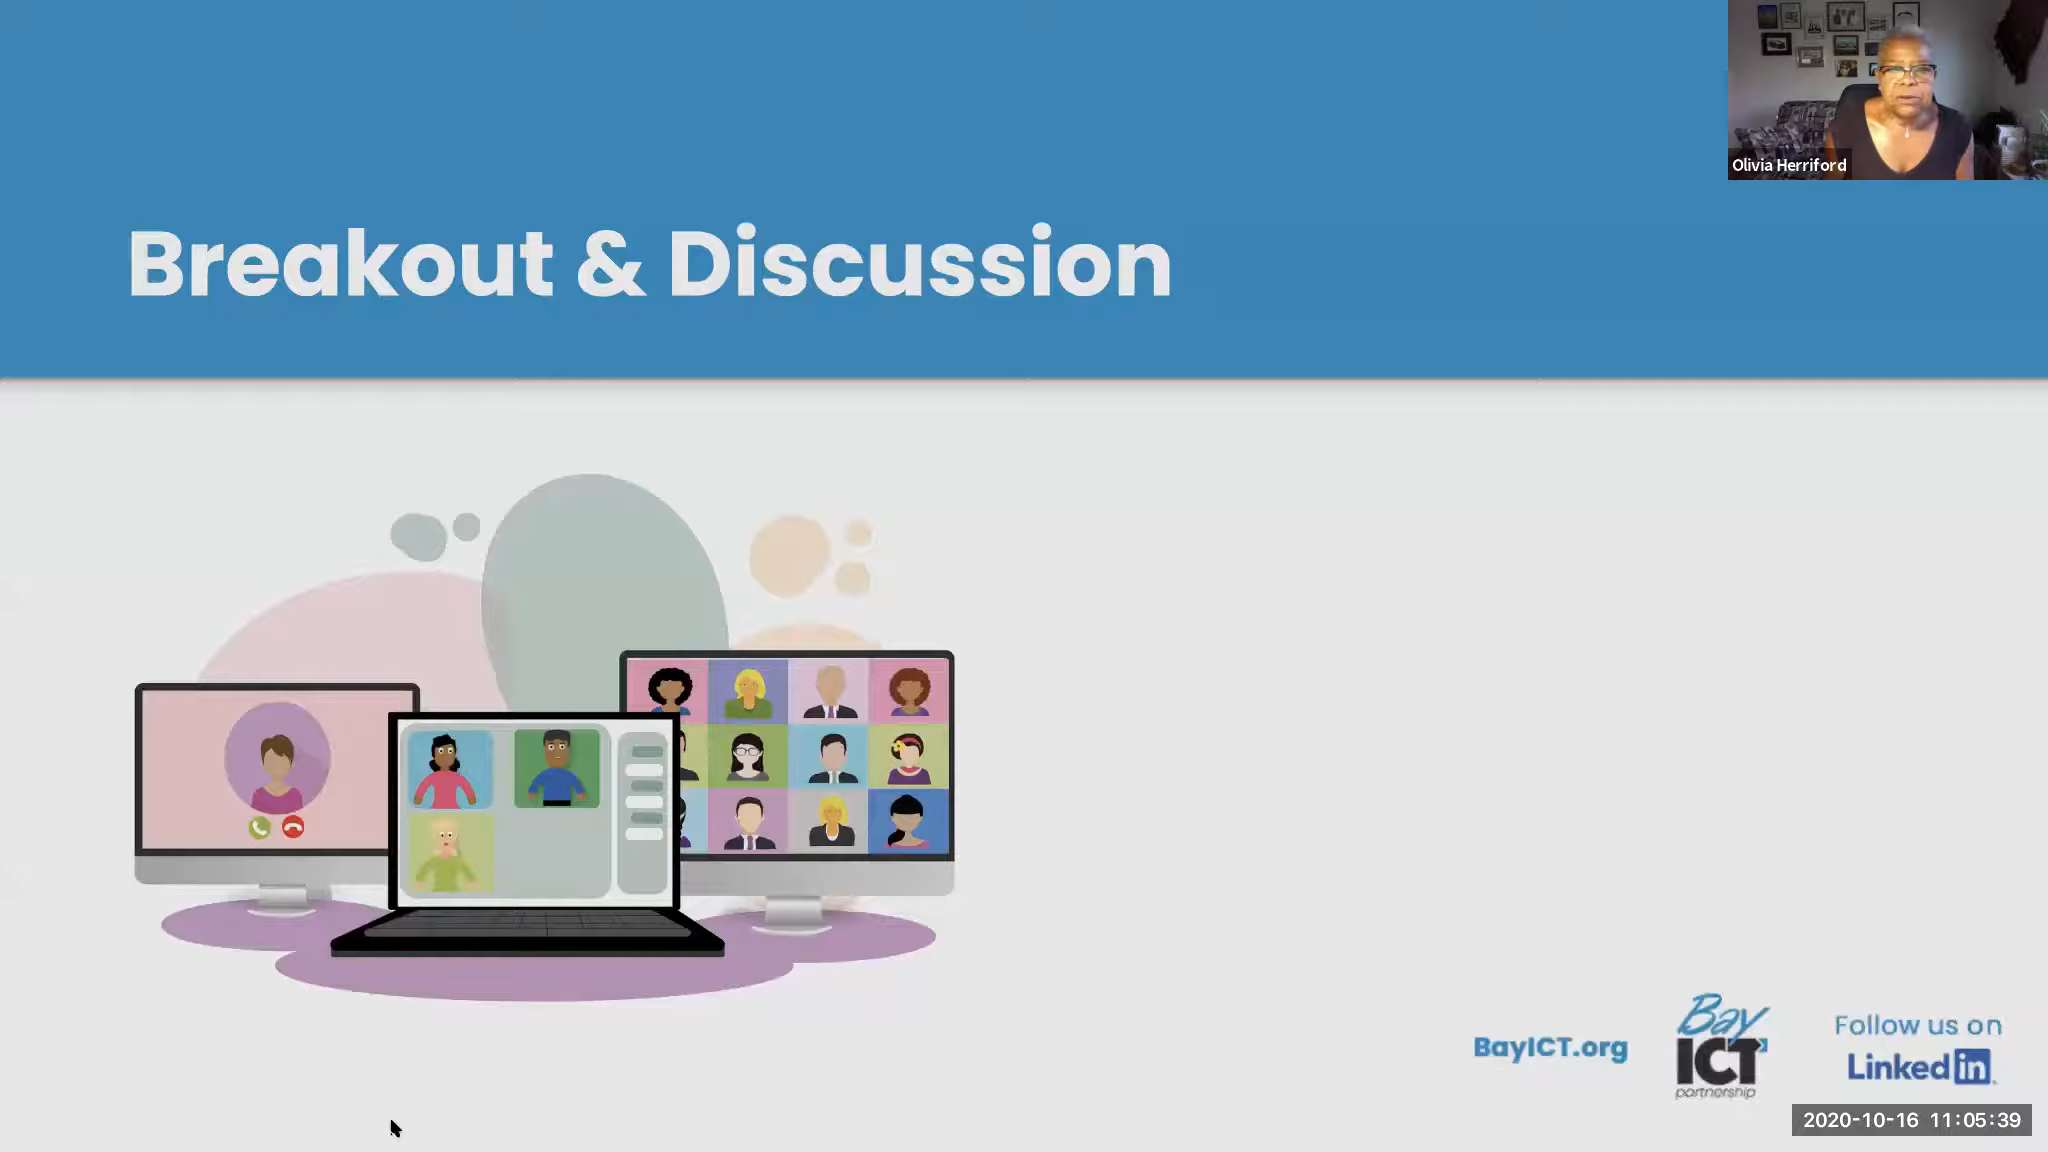 Olivia Herriford
Breakout & Discussion
BayICT.org
Bay
ICT
partnership
Follow us on
Linkedin
2020-10-16 11:05:39